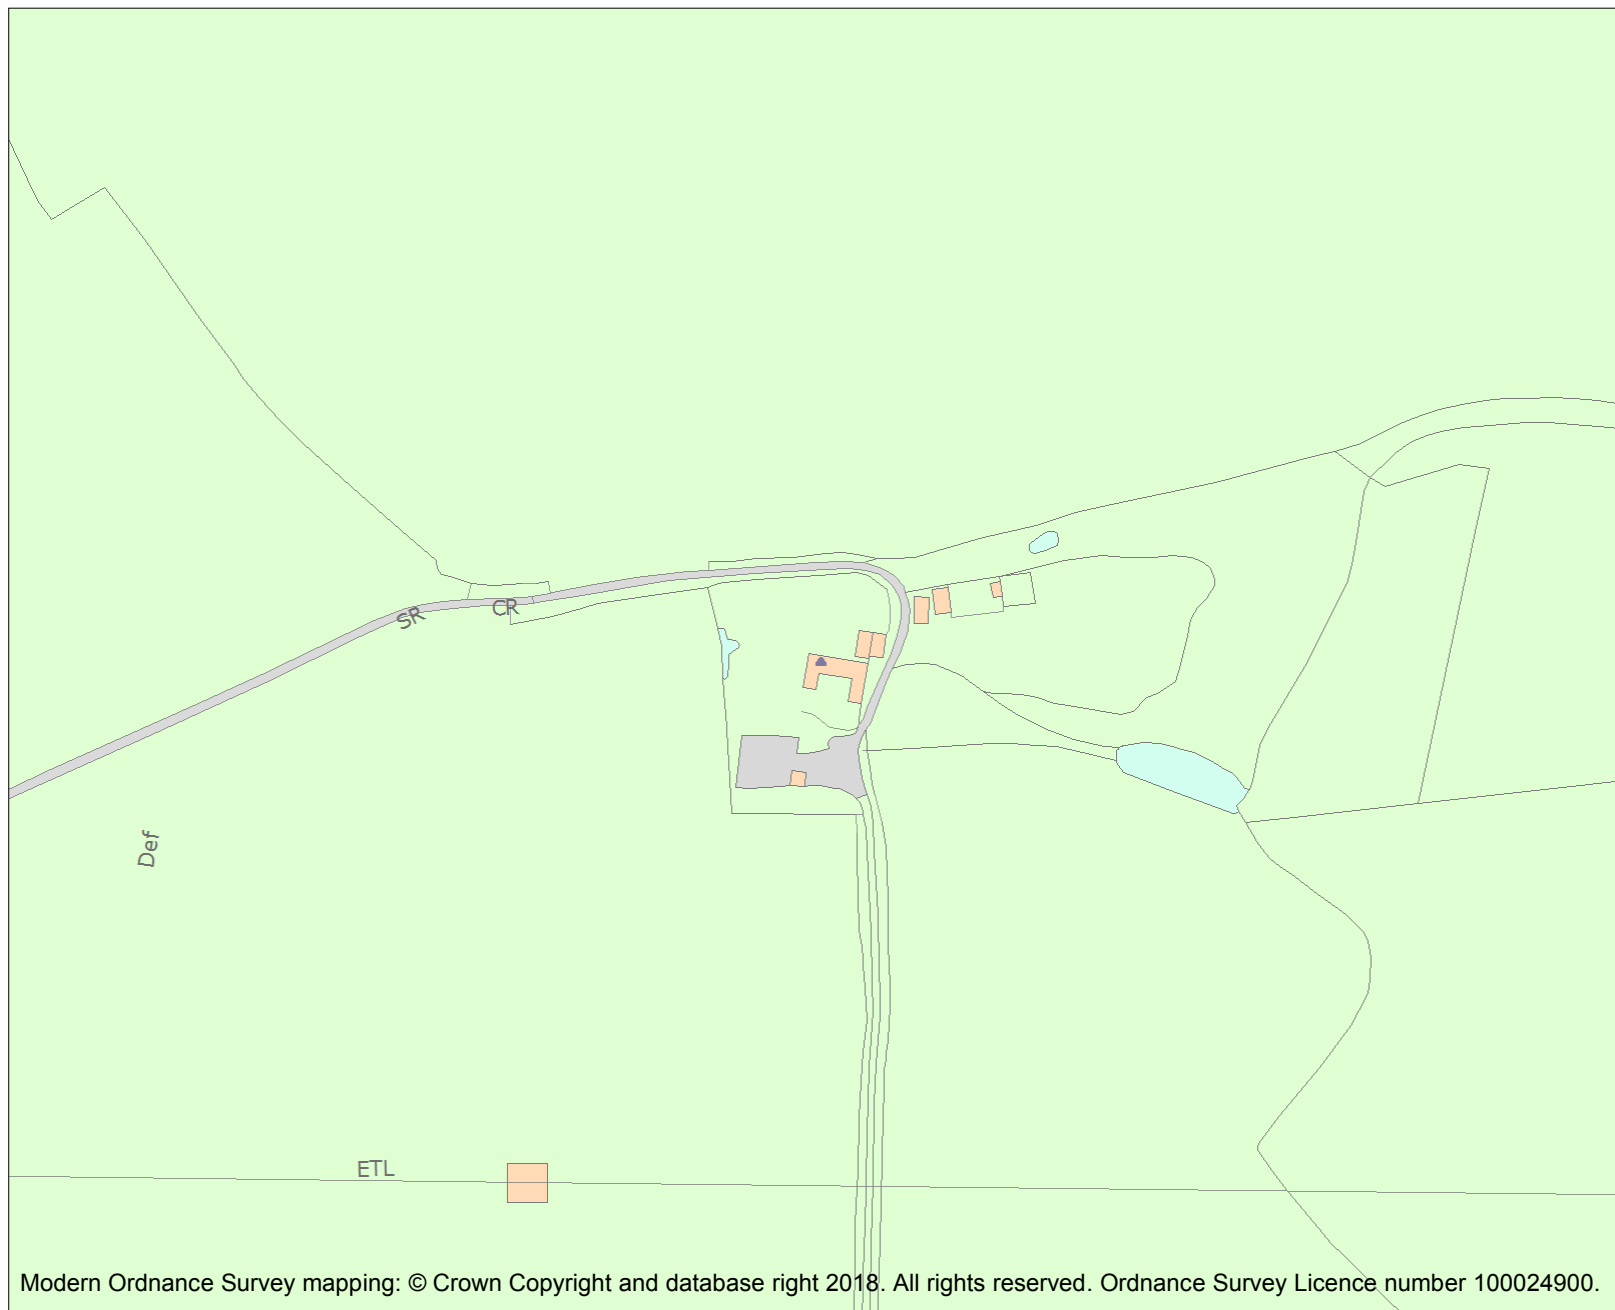 SR
CR
Def
ETL
Modern Ordnance Survey mapping: © Crown Copyright and database right 2018. All rights reserved. Ordnance Survey Licence number 100024900.